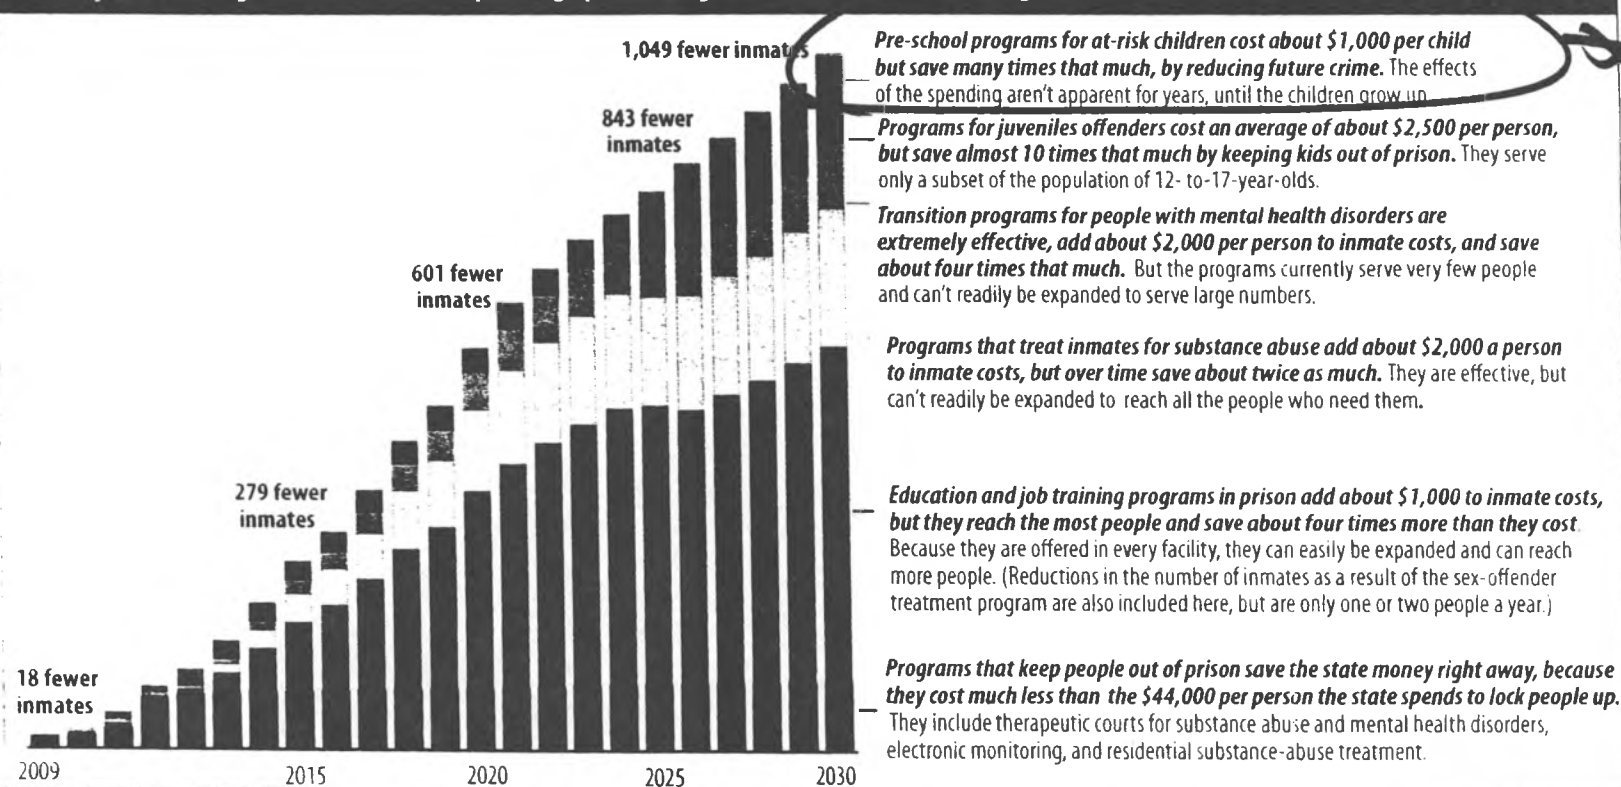 1,049 fewer inmates
843 fewer
inmates
601 fewer
inmates
279 fewer
inmates
18 fewer
inmates
2009
2015
2020
2025
2030
Pre-school programs for at-risk children cost about $1,000 per child
but save many times that much, by reducing future crime. The effects
of the spending aren't apparent for years, until the children grow up
Programs for juveniles offenders cost an average of about $2,500 per person,
but save almost 10 times that much by keeping kids out of prison. They serve
only a subset of the population of 12- to-17-year-olds.
Transition programs for people with mental health disorders are
extremely effective, add about $2,000 per person to inmate costs, and save
about four times that much. But the programs currently serve very few people
and can't readily be expanded to serve large numbers.
Programs that treat inmates for substance abuse add about $2,000 a person
to inmate costs, but over time save about twice as much. They are effective, but
can't readily be expanded to reach all the people who need them.
Education and job training programs in prison add about $1,000 to inmate costs,
but they reach the most people and save about four times more than they cost.
Because they are offered in every facility, they can easily be expanded and can reach
more people. (Reductions in the number of inmates as a result of the sex-offender
treatment program are also included here, but are only one or two people a year.)
Programs that keep people out of prison save the state money right away, because
they cost much less than the $44,000 per person the state spends to lock people up.
They include therapeutic courts for substance abuse and mental health disorders,
electronic monitoring, and residential substance-abuse treatment.